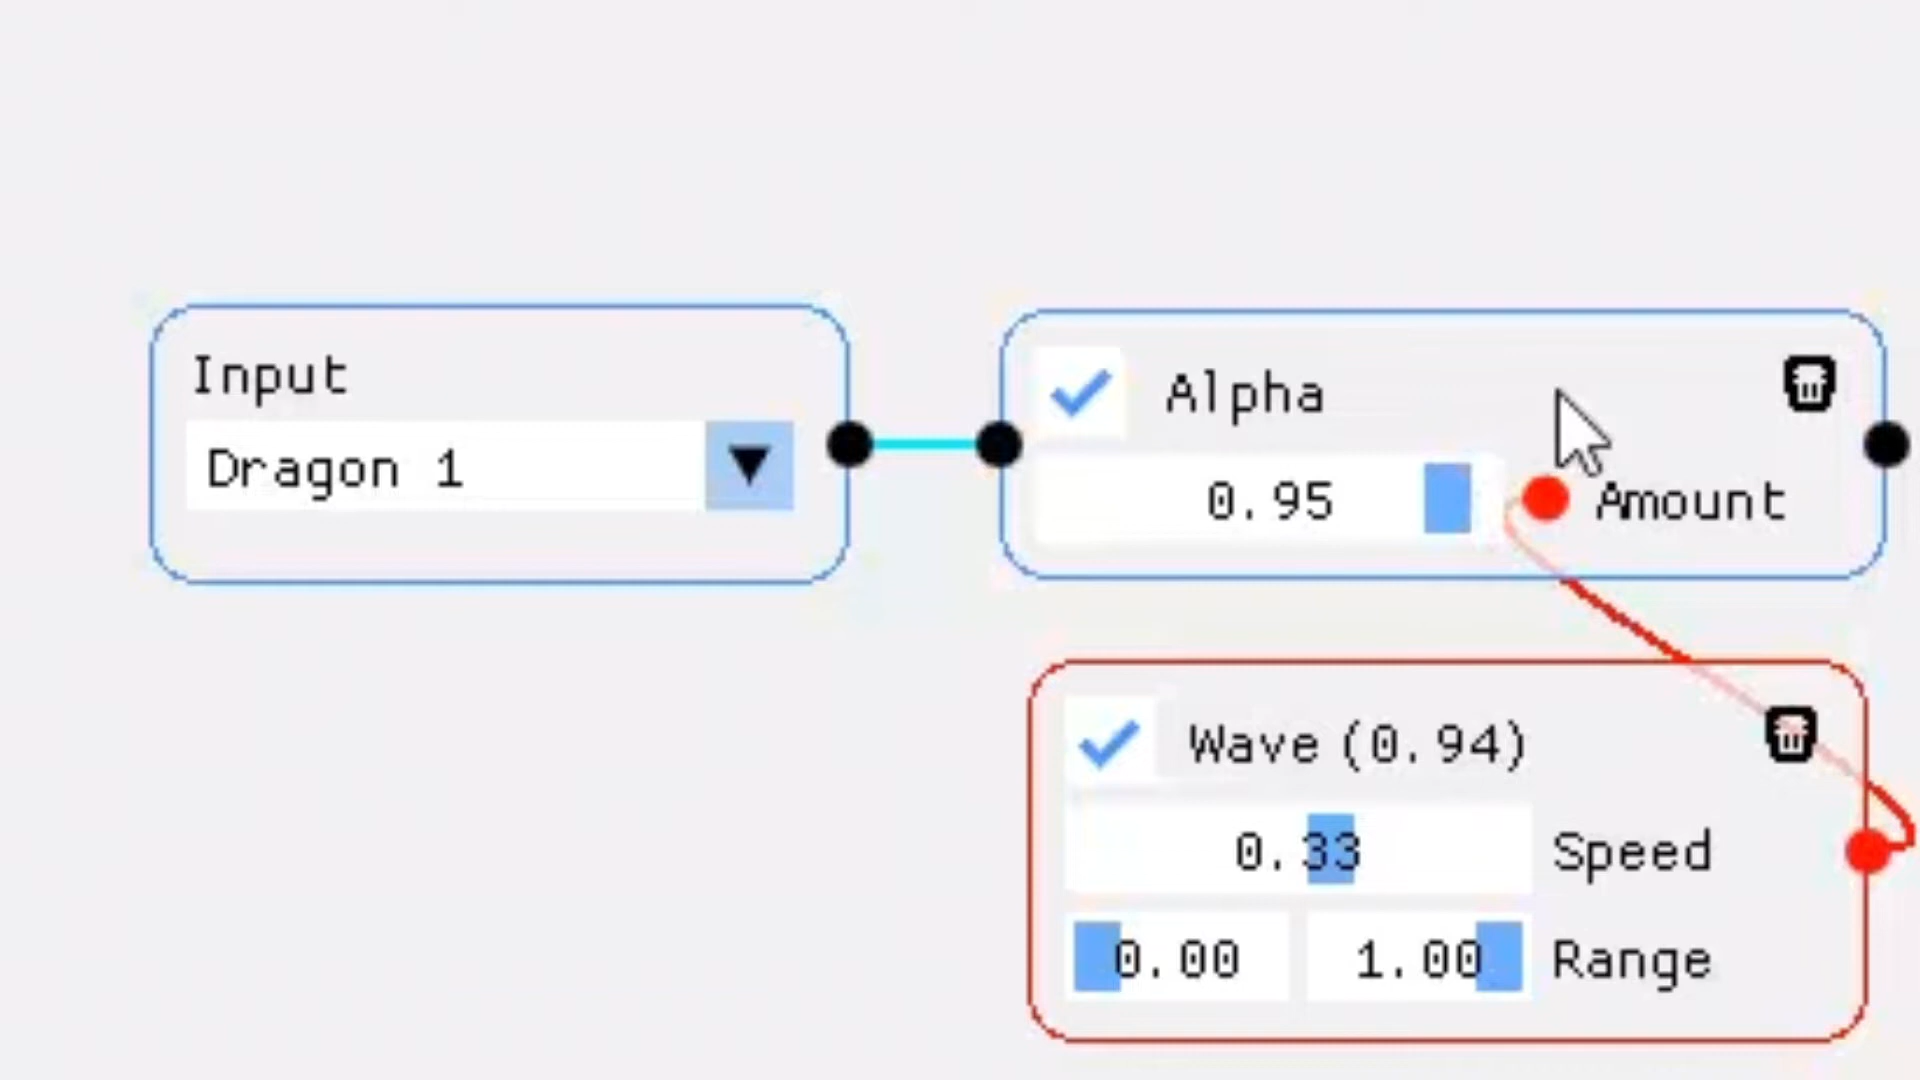 Input
Dragon 1
Alpha
0.95 Amount
Wave (0.94)
0.33 Speed
0.00 1.00 Range